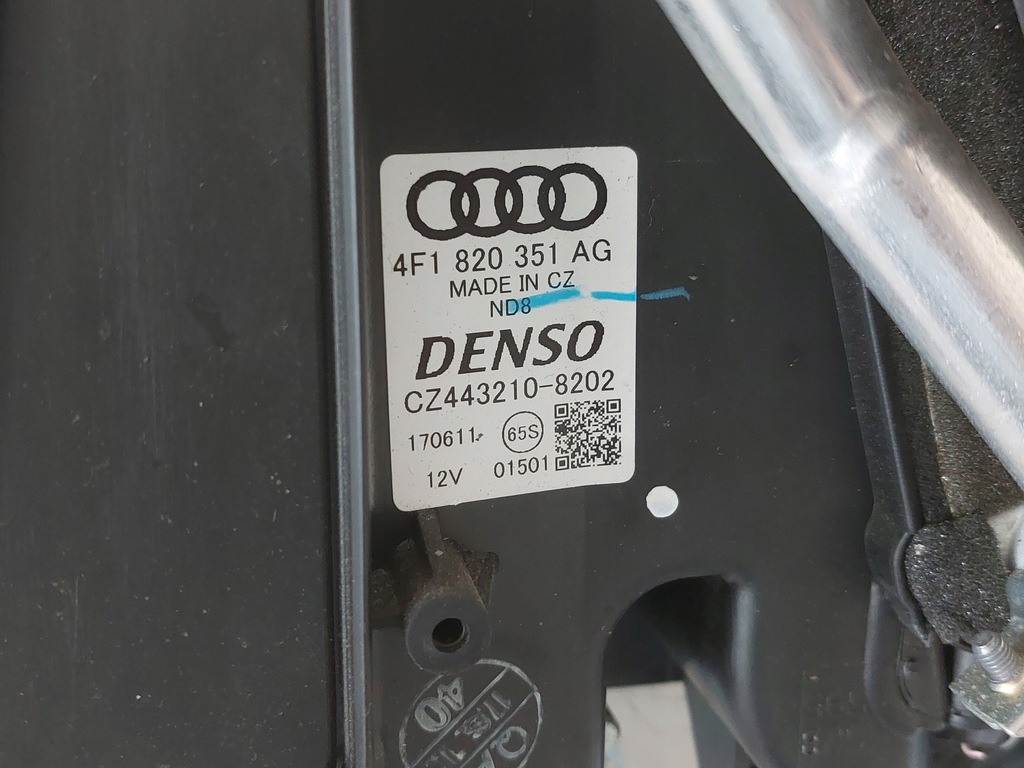 4F1 820 351 AG
MADE IN CZ
ND8
DENSO
CZ443210-8202
170611 65S
12V 01501